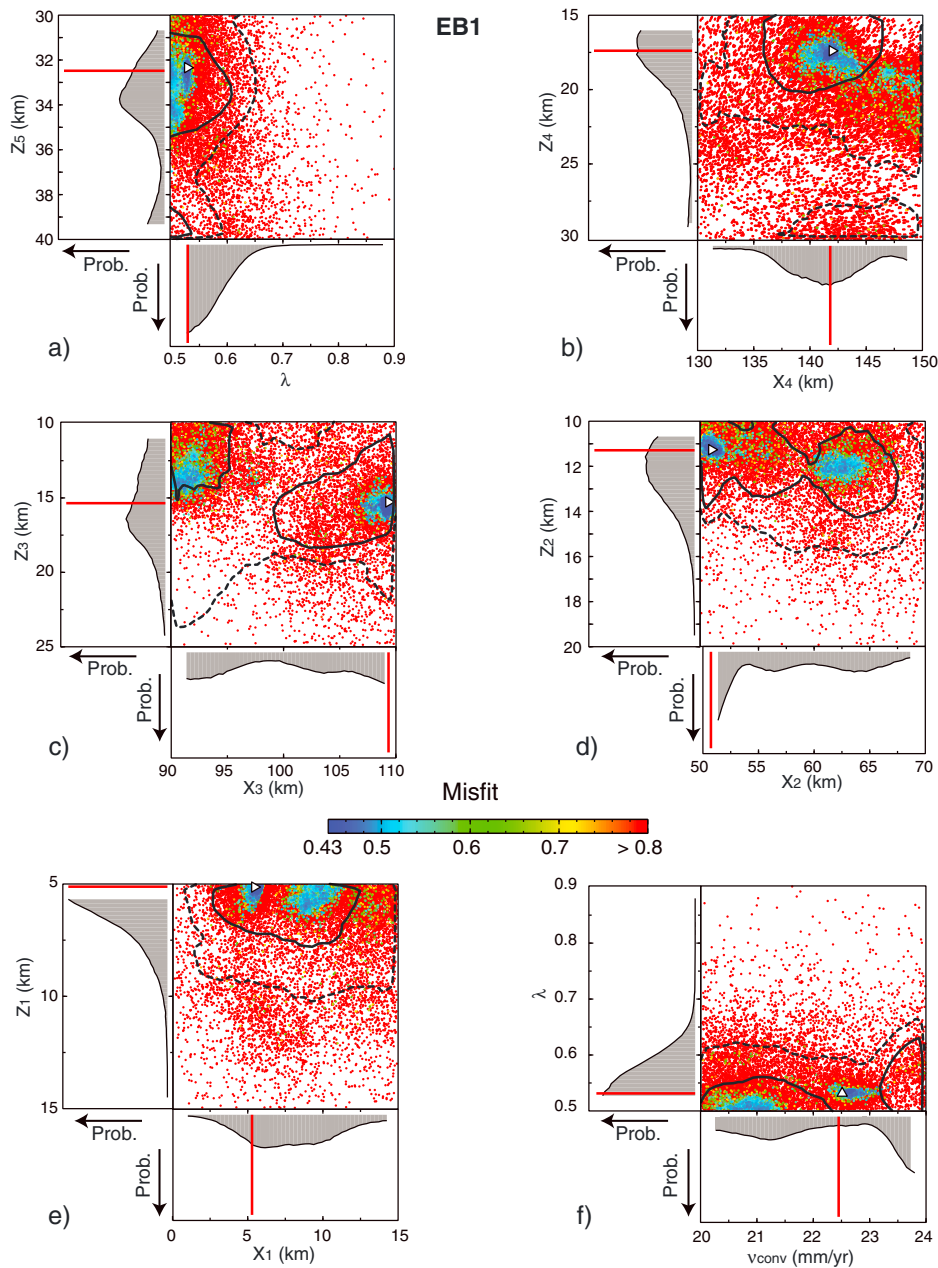 EB1
30
32
34
36
38
40
Z5 (km)
Prob.
Prob.
a)
0.5 0.6 0.7 0.8 0.9
λ
15
20
25
30
Z4 (km)
Prob.
Prob.
b)
130 135 140 145 150
X4 (km)
10
15
20
25
Z3 (km)
Prob.
Prob.
c)
90 95 100 105 110
X3 (km)
10
12
14
16
18
20
Z2 (km)
Prob.
Prob.
d)
50 55 60 65 70
X2 (km)
Misfit
0.43 0.5 0.6 0.7 > 0.8
5
10
15
Z1 (km)
Prob.
Prob.
e)
0 5 10 15
X1 (km)
0.9
0.8
0.7
0.6
0.5
λ
Prob.
Prob.
f)
20 21 22 23 24
vconv (mm/yr)